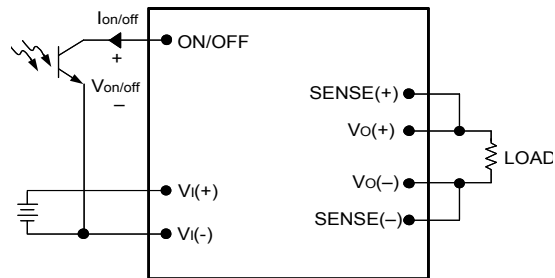 Ion/off
ON/OFF
+
Von/off
–
SENSE(+)
VO(+)
LOAD
VO(–)
SENSE(–)
VI(+)
VI(-)